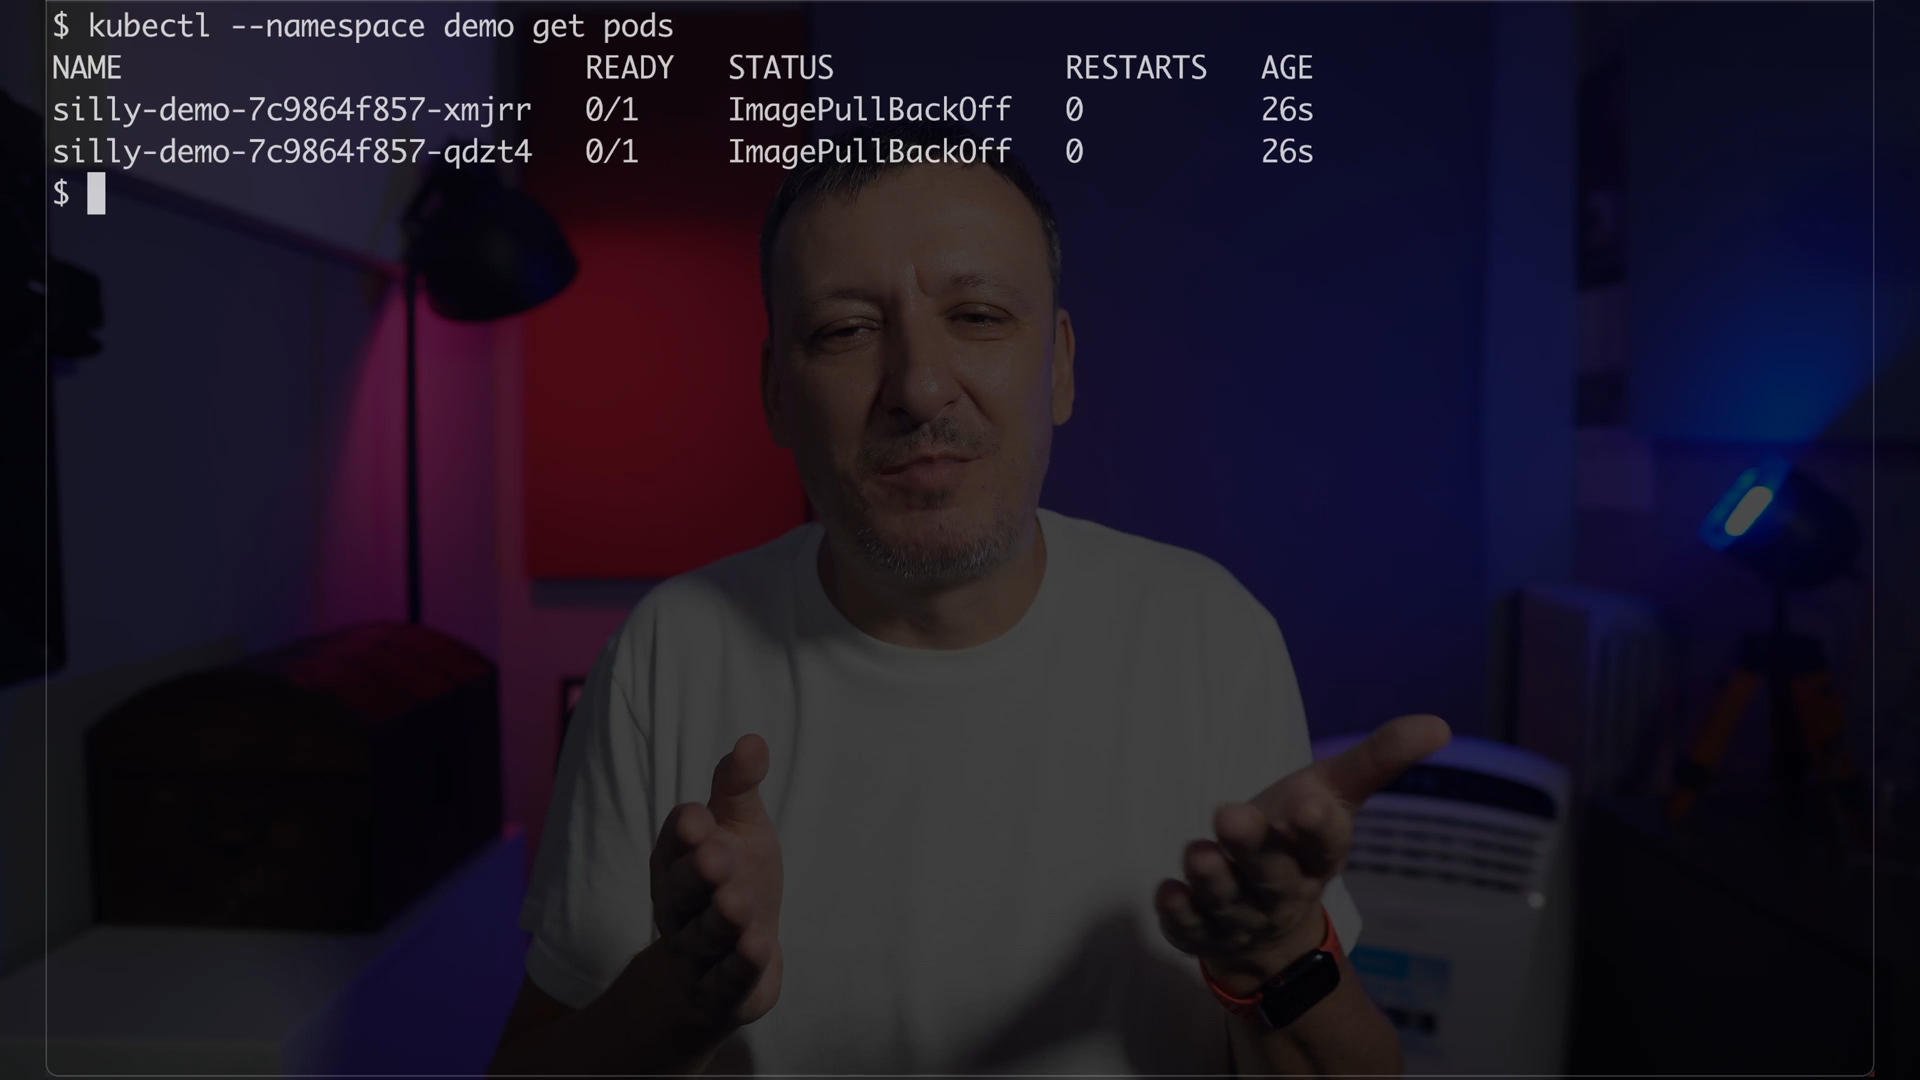 $ kubectl --namespace demo get pods
NAME READY STATUS RESTARTS AGE
silly-demo-7c9864f857-xmjrr 0/1 ImagePullBackOff 0 26s
silly-demo-7c9864f857-qdzt4 0/1 ImagePullBackOff 0 26s
$